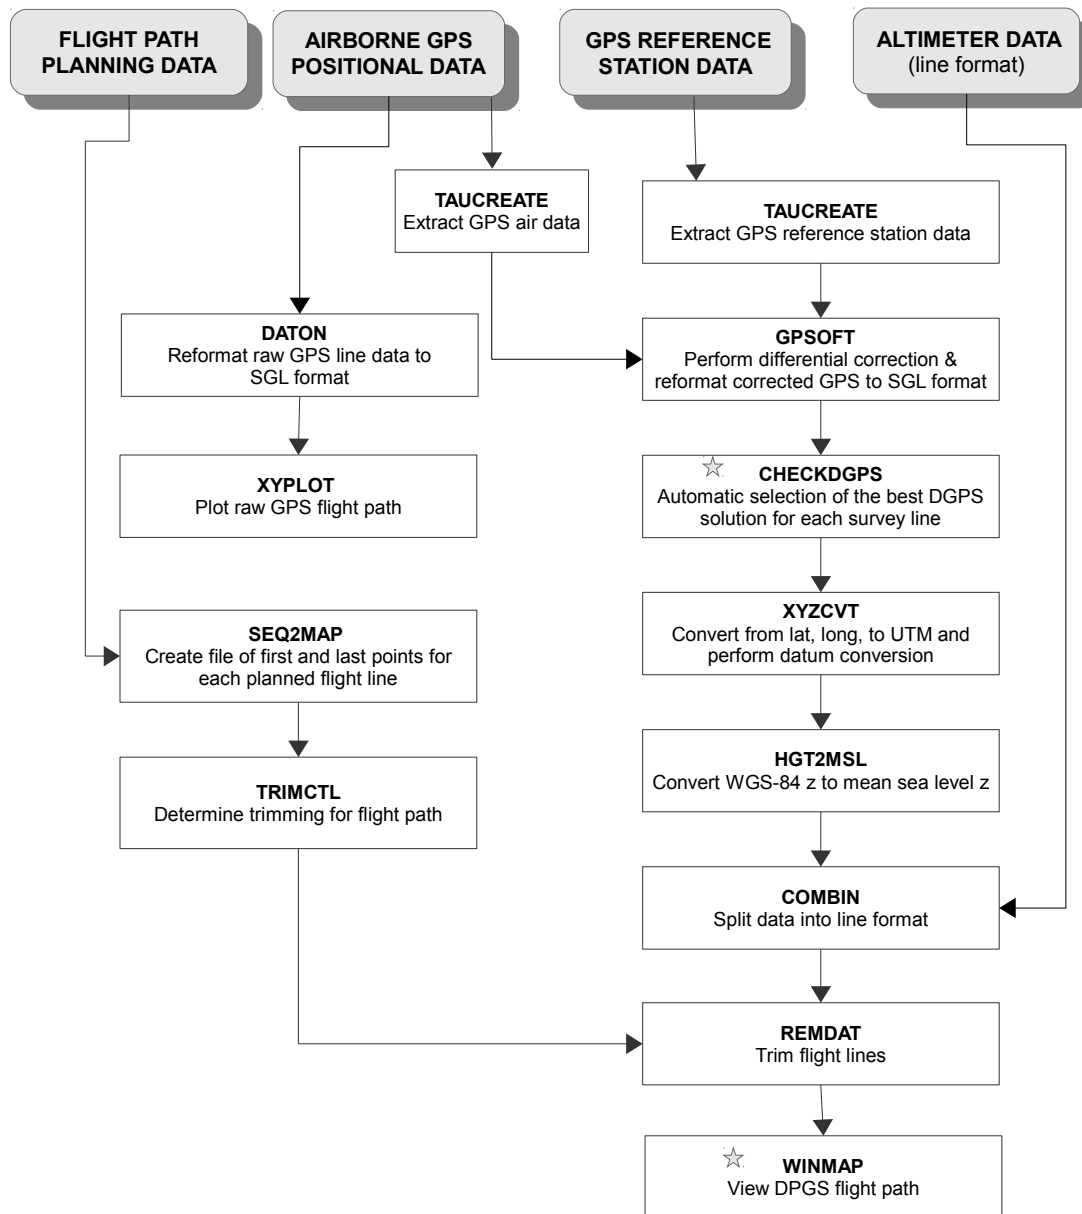 FLIGHT PATH
PLANNING DATA
AIRBORNE GPS
POSITIONAL DATA
GPS REFERENCE
STATION DATA
ALTIMETER DATA
(line format)
TAUCREATE
Extract GPS air data
TAUCREATE
Extract GPS reference station data
DATON
Reformat raw GPS line data to
SGL format
GPSOFT
Perform differential correction &
reformat corrected GPS to SGL format
XYPLOT
Plot raw GPS flight path
CHECKDGPS
Automatic selection of the best DGPS
solution for each survey line
SEQ2MAP
Create file of first and last points for
each planned flight line
XYZCVT
Convert from lat, long, to UTM and
perform datum conversion
TRIMCTL
Determine trimming for flight path
HGT2MSL
Convert WGS-84 z to mean sea level z
COMBIN
Split data into line format
REMDAT
Trim flight lines
WINMAP
View DPGS flight path